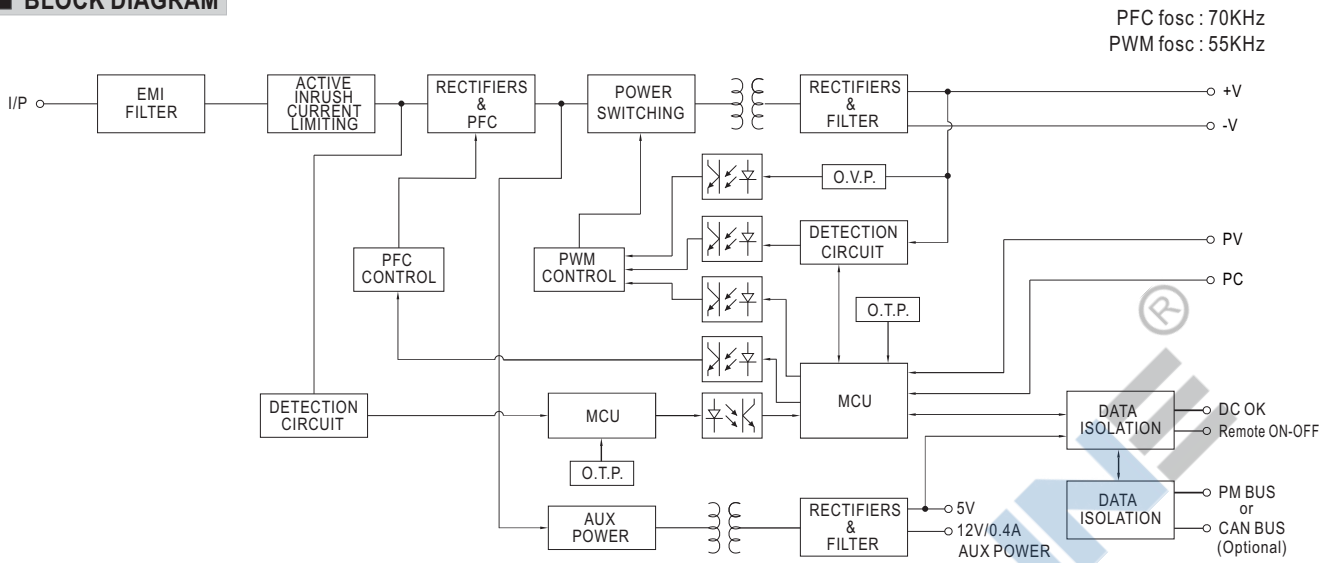 BLOCK DIAGRAM
PFC fosc : 70KHz
PWM fosc : 55KHz
I/P
EMI
FILTER
ACTIVE
INRUSH
CURRENT
LIMITING
RECTIFIERS
&
PFC
POWER
SWITCHING
RECTIFIERS
&
FILTER
+V
-V
O.V.P.
DETECTION
CIRCUIT
PFC
CONTROL
PWM
CONTROL
PV
PC
O.T.P.
DETECTION
CIRCUIT
MCU
MCU
O.T.P.
DATA
ISOLATION
DC OK
Remote ON-OFF
DATA
ISOLATION
PM BUS
or
CAN BUS
(Optional)
AUX
POWER
RECTIFIERS
&
FILTER
5V
12V/0.4A
AUX POWER
®